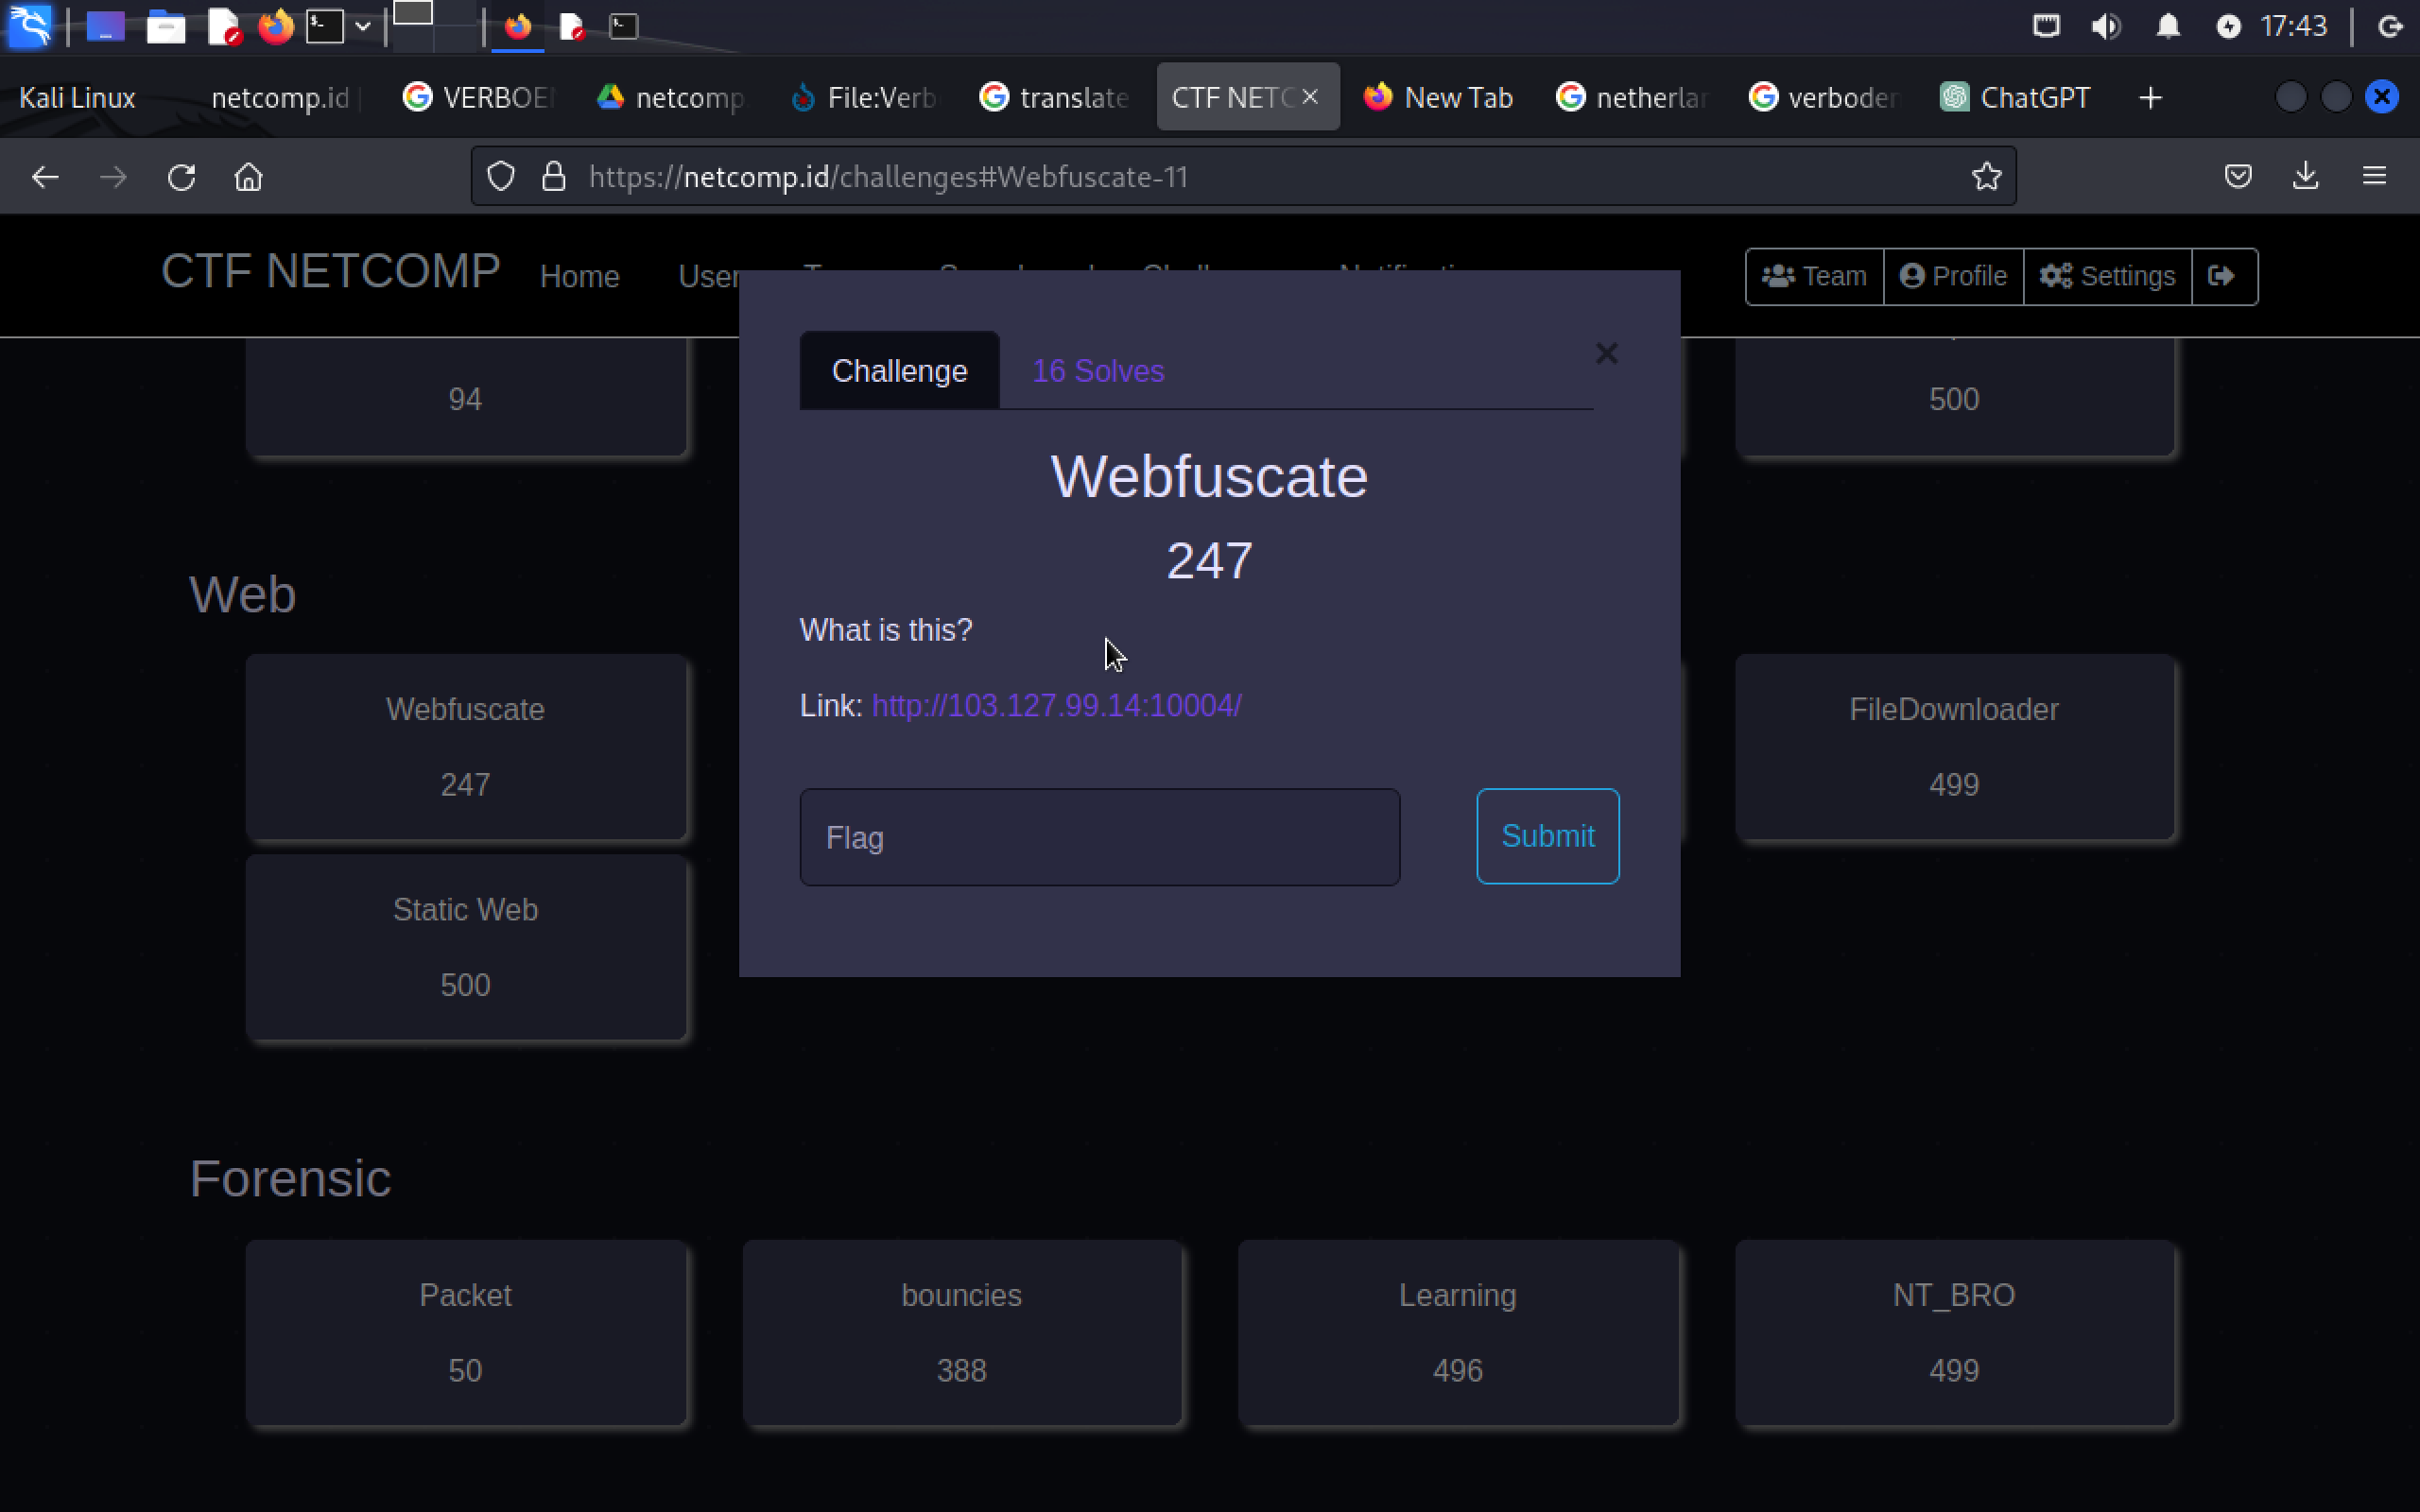 17:43
Kali Linux netcomp.id VERBOE netcomp File:Verb translate CTF NETC New Tab netherlar verboder ChatGPT
https://netcomp.id/challenges#Webfuscate-11
CTF NETCOMP Home User Team Profile Settings
Challenge 16 Solves
94
500
Webfuscate
247
What is this?
Link: http://103.127.99.14:10004/
Flag
Submit
Web
Webfuscate
247
FileDownloader
499
Static Web
500
Forensic
Packet
50
bouncies
388
Learning
496
NT_BRO
499